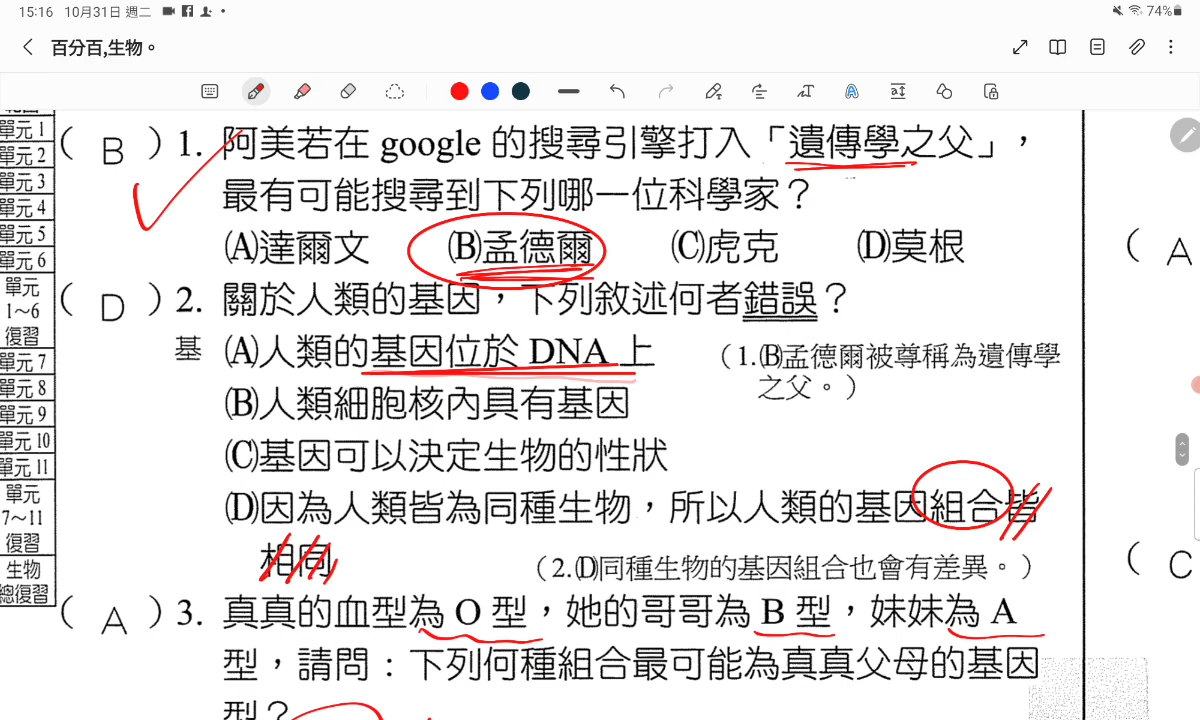 15:16 10月31日 週二
74%
百分百,生物。
單元1
單元2
單元3
單元4
單元5
單元6
單元
1～6
復習
單元7
單元8
單元9
單元10
單元11
單元
7～11
復習
生物
總復習
( B ) 1. 阿美若在 google 的搜尋引擎打入「遺傳學之父」，
最有可能搜尋到下列哪一位科學家？
(A)達爾文 (B)孟德爾 (C)虎克 (D)莫根
( D ) 2. 關於人類的基因，下列敘述何者錯誤？
基 (A)人類的基因位於 DNA 上
（1.(B)孟德爾被尊稱為遺傳學
之父。）
(B)人類細胞核內具有基因
(C)基因可以決定生物的性狀
(D)因為人類皆為同種生物，所以人類的基因組合皆
相同
（2.(D)同種生物的基因組合也會有差異。）
( A ) 3. 真真的血型為 O 型，她的哥哥為 B 型，妹妹為 A
型，請問：下列何種組合最可能為真真父母的基因
型？
( A
( C